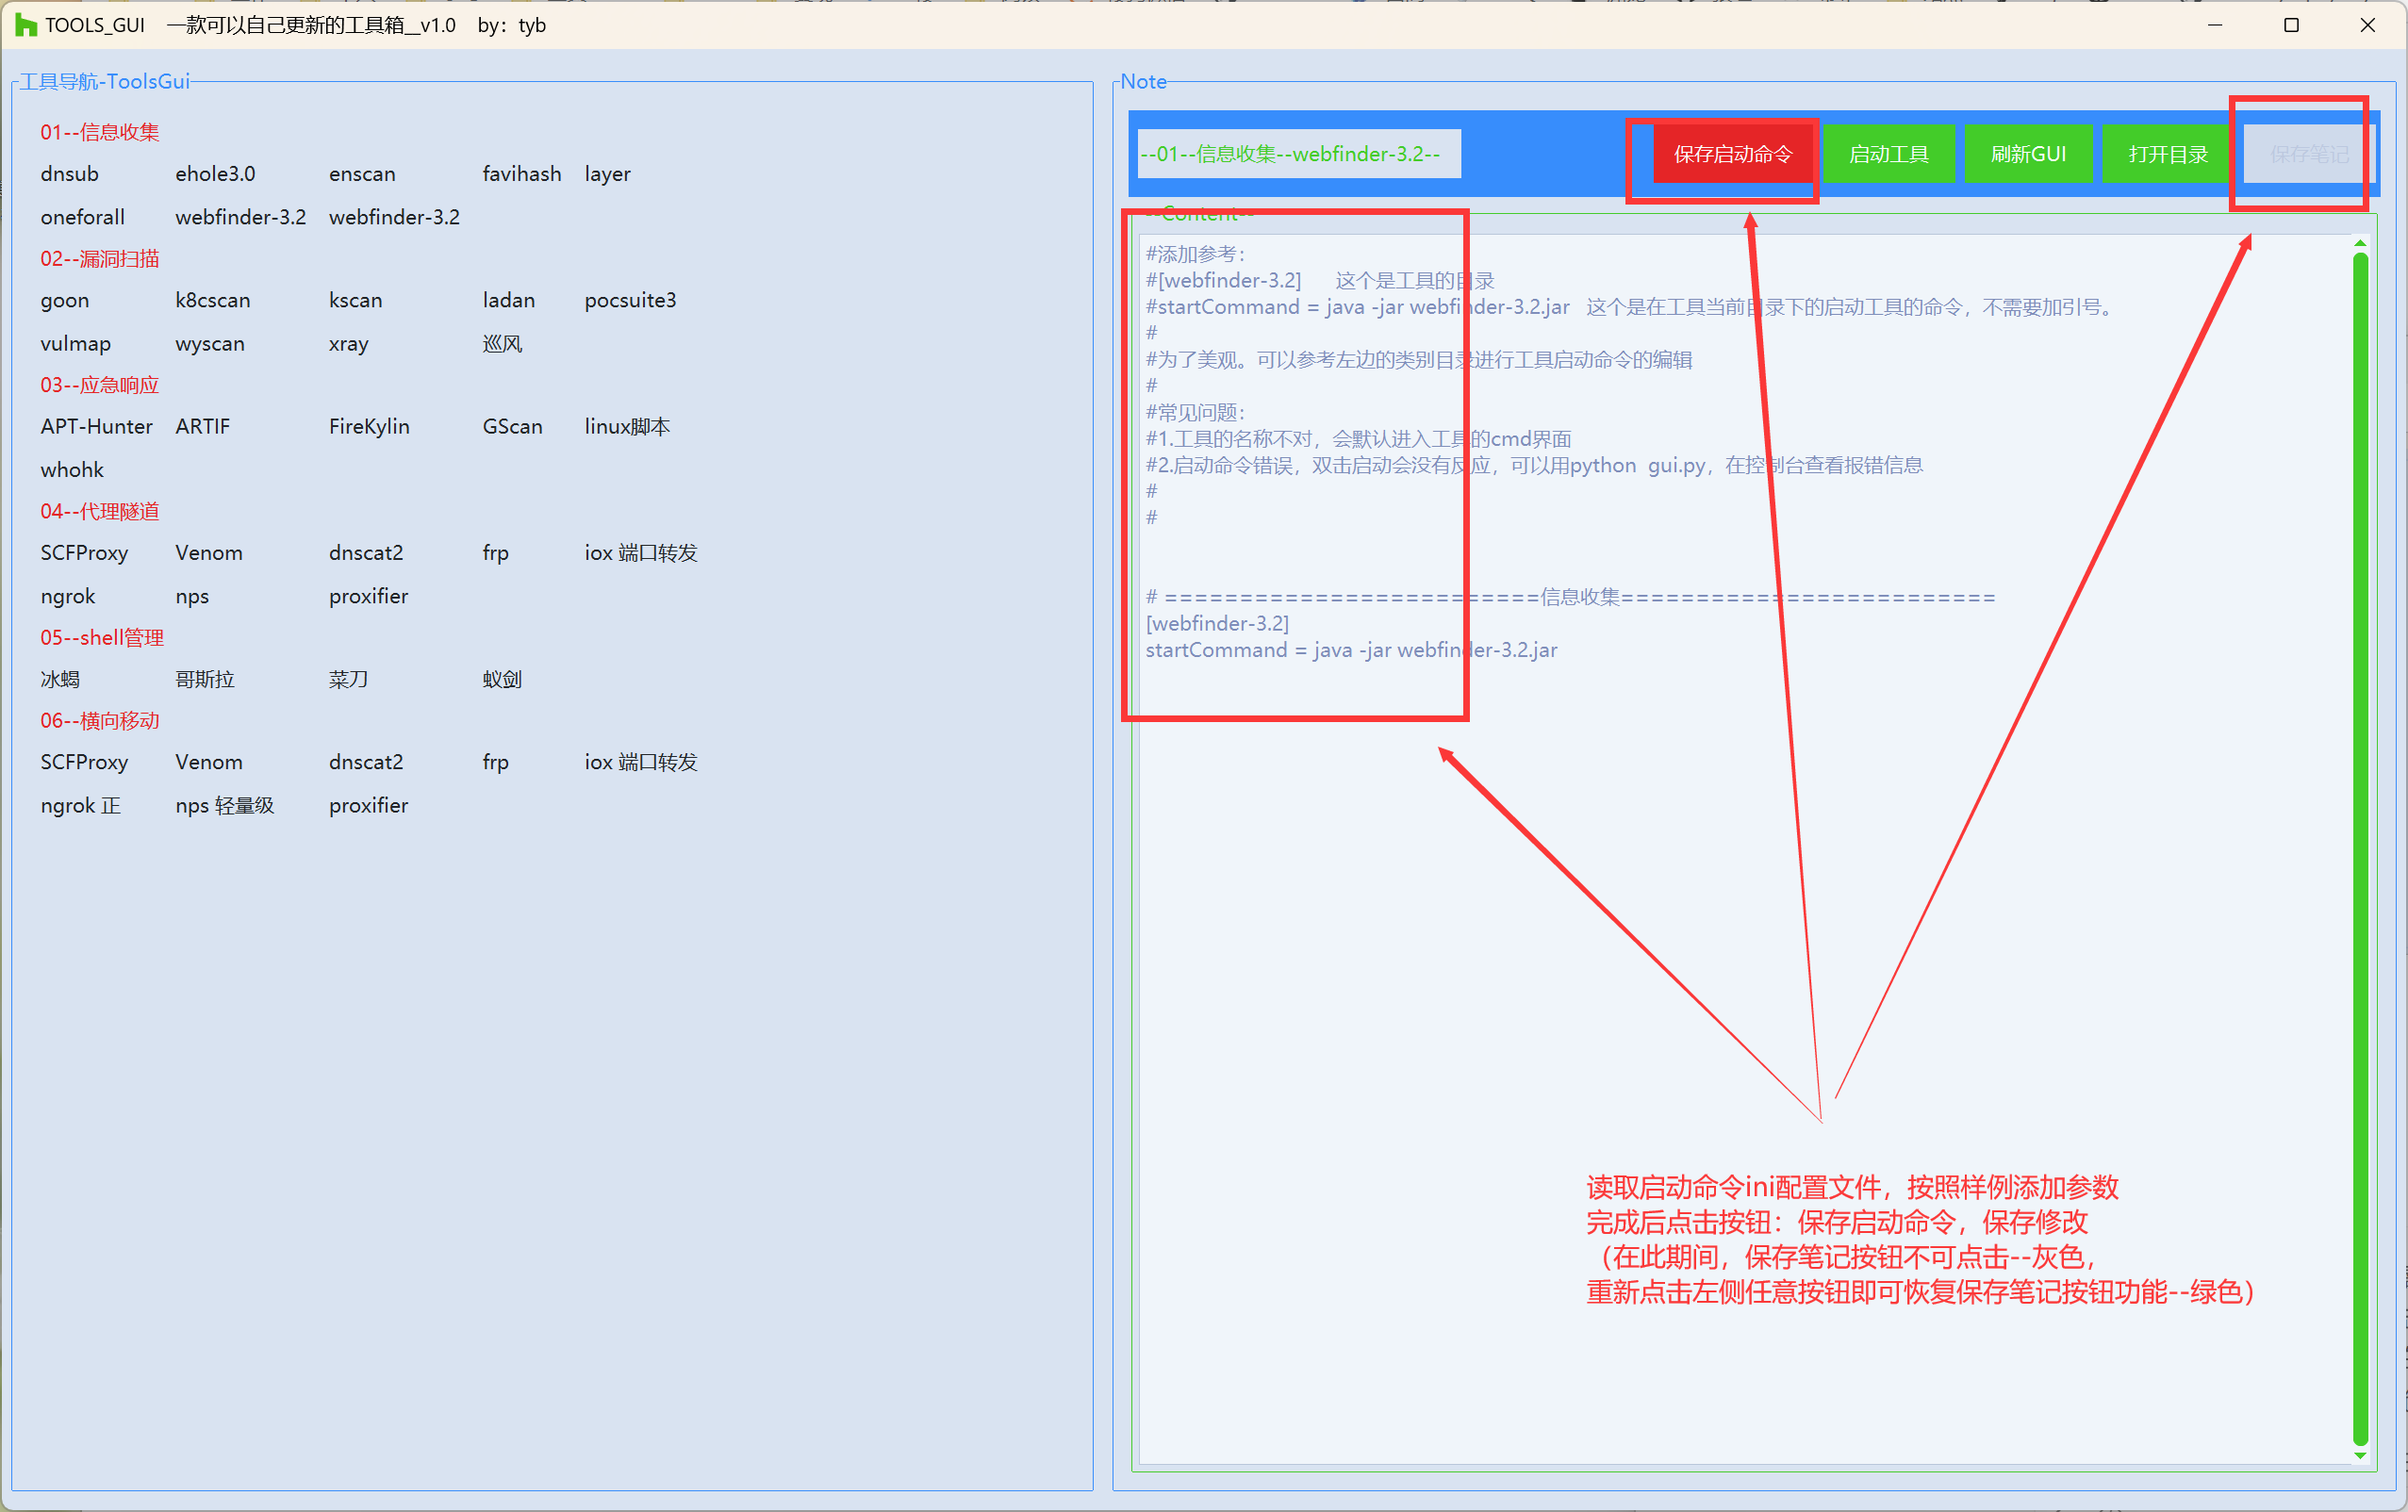 TOOLS_GUI 一款可以自己更新的工具箱__v1.0 by：tyb
工具导航-ToolsGui
01--信息收集
dnsub ehole3.0 enscan favihash layer
oneforall webfinder-3.2 webfinder-3.2
02--漏洞扫描
goon k8cscan kscan ladan pocsuite3
vulmap wyscan xray 巡风
03--应急响应
APT-Hunter ARTIF FireKylin GScan linux脚本
whohk
04--代理隧道
SCFProxy Venom dnscat2 frp iox 端口转发
ngrok nps proxifier
05--shell管理
冰蝎 哥斯拉 菜刀 蚁剑
06--横向移动
SCFProxy Venom dnscat2 frp iox 端口转发
ngrok 正 nps 轻量级 proxifier
Note
--01--信息收集--webfinder-3.2-- 保存启动命令 启动工具 刷新GUI 打开目录 保存笔记
--Content--
#添加参考：
#[webfinder-3.2] 这个是工具的目录
#startCommand = java -jar webfinder-3.2.jar 这个是在工具当前目录下的启动工具的命令，不需要加引号。
#
#为了美观。可以参考左边的类别目录进行工具启动命令的编辑
#
#常见问题：
#1.工具的名称不对，会默认进入工具的cmd界面
#2.启动命令错误，双击启动会没有反应，可以用python gui.py，在控制台查看报错信息
#
#
# =========================信息收集=========================
[webfinder-3.2]
startCommand = java -jar webfinder-3.2.jar
读取启动命令ini配置文件，按照样例添加参数
完成后点击按钮：保存启动命令，保存修改
（在此期间，保存笔记按钮不可点击--灰色，
重新点击左侧任意按钮即可恢复保存笔记按钮功能--绿色）